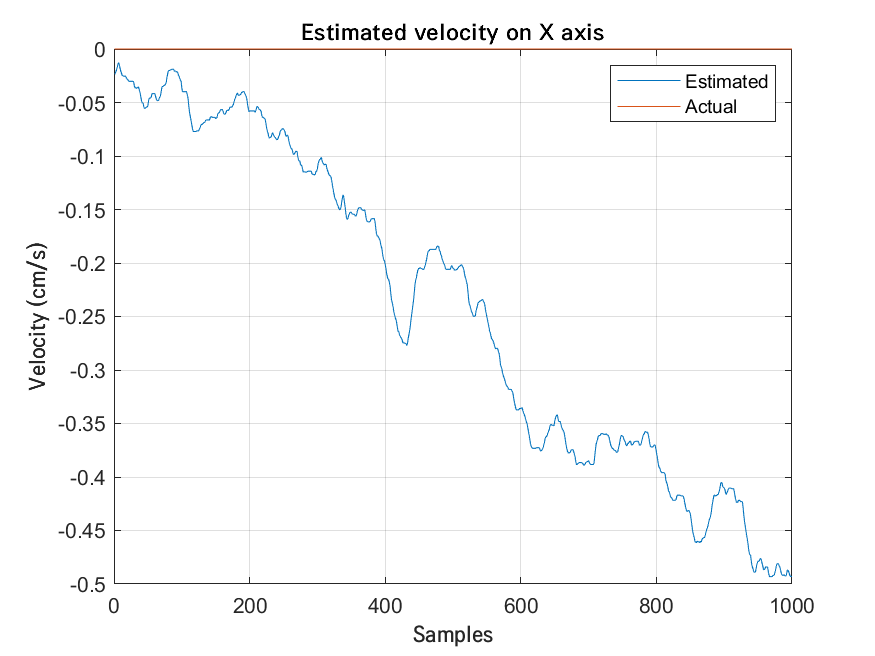 Estimated velocity on X axis
Estimated
Actual
0
-0.05
-0.1
-0.15
-0.2
-0.25
-0.3
-0.35
-0.4
-0.45
-0.5
Velocity (cm/s)
0 200 400 600 800 1000
Samples